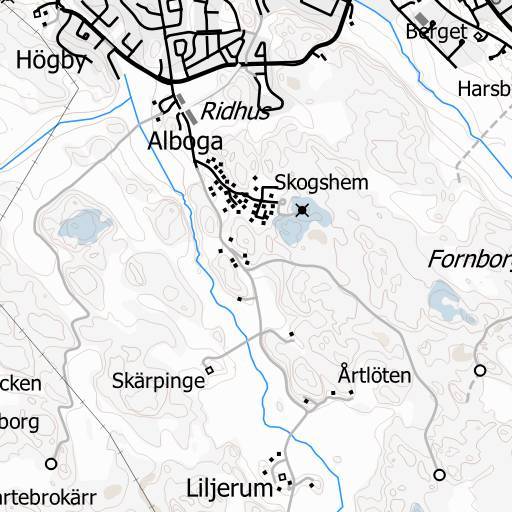 Berget
Högby
Harsb
Ridhus
Alboga
Skogshem
Fornborg
cken
Skärpinge
Årtlöten
borg
Liljerum
artebrokärr